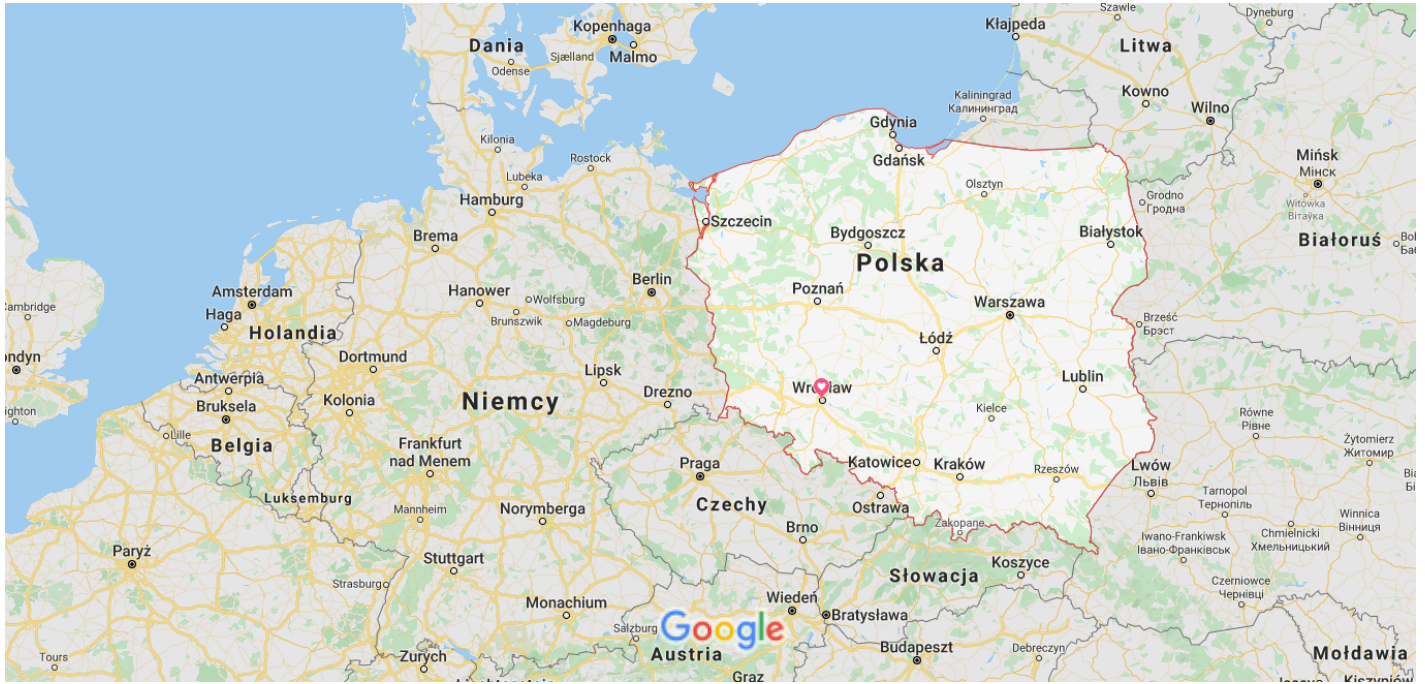 Szawle
Dyneburg
Kopenhaga
Kłajpeda
Dania
Sjælland
Malmo
Litwa
Odense
Kaliningrad
Калининград
Kowno
Wilno
Gdynia
Kilonia
Gdańsk
Rostock
Mińsk
Мінск
Lubeka
Olsztyn
Grodno
Гродна
Witowka
Вітаўка
Hamburg
Szczecin
Brema
Bydgoszcz
Białystok
Białoruś
Polska
Berlin
Amsterdam
Hanower
Wolfsburg
Poznań
Warszawa
Cambridge
Haga
Brunszwik
Magdeburg
Brześć
Брэст
Holandia
Łódź
Dortmund
Antwerpia
Lipsk
Drezno
Lublin
Kolonia
Niemcy
Bruksela
Kielce
Równe
Рівне
Lille
Belgia
Frankfurt
nad Menem
Praga
Katowice
Kraków
Rzeszów
Lwów
Львів
Żytomierz
Житомир
Luksemburg
Norymberga
Mannheim
Czechy
Ostrawa
Tarnopol
Тернопіль
Winnica
Вінниця
Brno
Zakopane
Chmielnicki
Хмельницький
Iwano-Frankiwsk
Івано-Франківськ
Paryż
Stuttgart
Koszyce
Słowacja
Strasburg
Czerniowce
Чернівці
Monachium
Wiedeń
Bratysława
Salzburg
Google
Austria
Tours
Zurych
Budapeszt
Debreczyn
Mołdawia
Graz